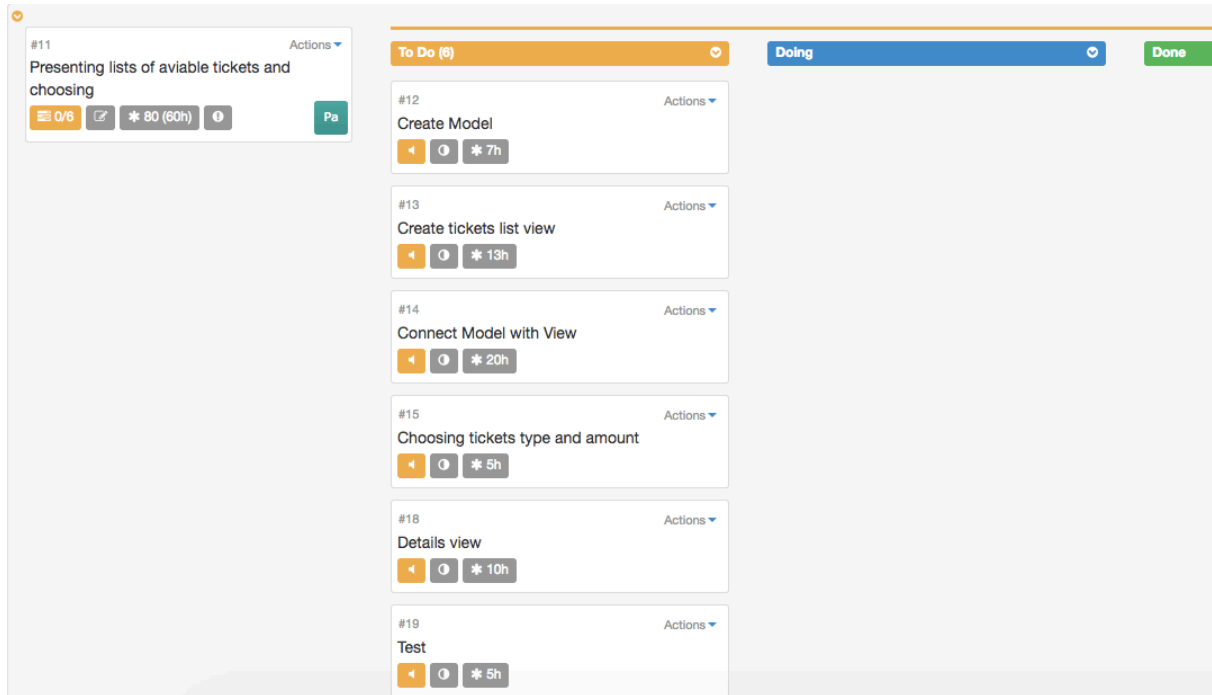 #11 Actions
Presenting lists of aviable tickets and
choosing
0/6 80 (60h) Pa
To Do (6) Doing Done
#12 Actions
Create Model
7h
#13 Actions
Create tickets list view
13h
#14 Actions
Connect Model with View
20h
#15 Actions
Choosing tickets type and amount
5h
#18 Actions
Details view
10h
#19 Actions
Test
5h